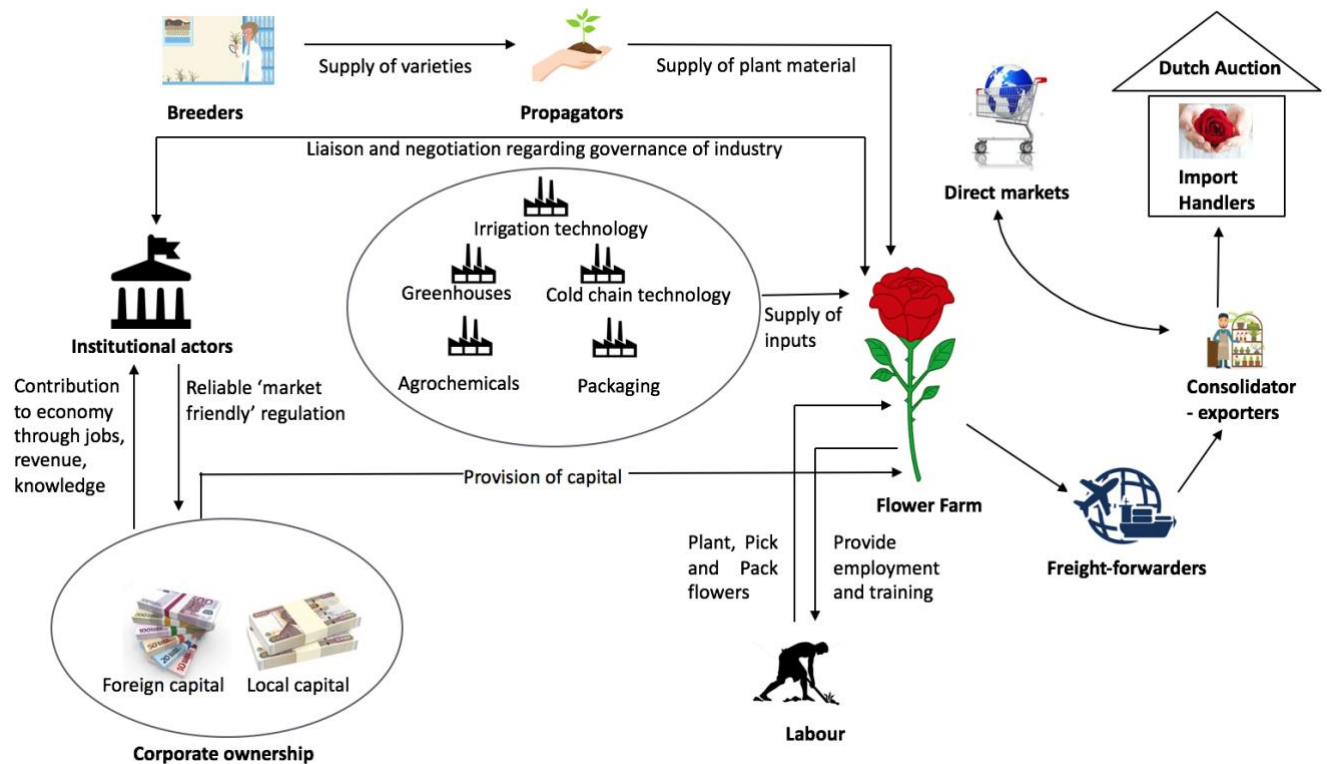 Dutch Auction
Supply of varieties
Supply of plant material
Breeders
Propagators
Liaison and negotiation regarding governance of industry
Direct markets
Import
Handlers
Irrigation technology
Greenhouses
Cold chain technology
Agrochemicals
Packaging
Supply of
inputs
Institutional actors
Contribution
to economy
through jobs,
revenue,
knowledge
Reliable ‘market
friendly’ regulation
Consolidator
- exporters
Provision of capital
Flower Farm
Plant, Pick
and Pack
flowers
Provide
employment
and training
Freight-forwarders
Foreign capital
Local capital
Labour
Corporate ownership